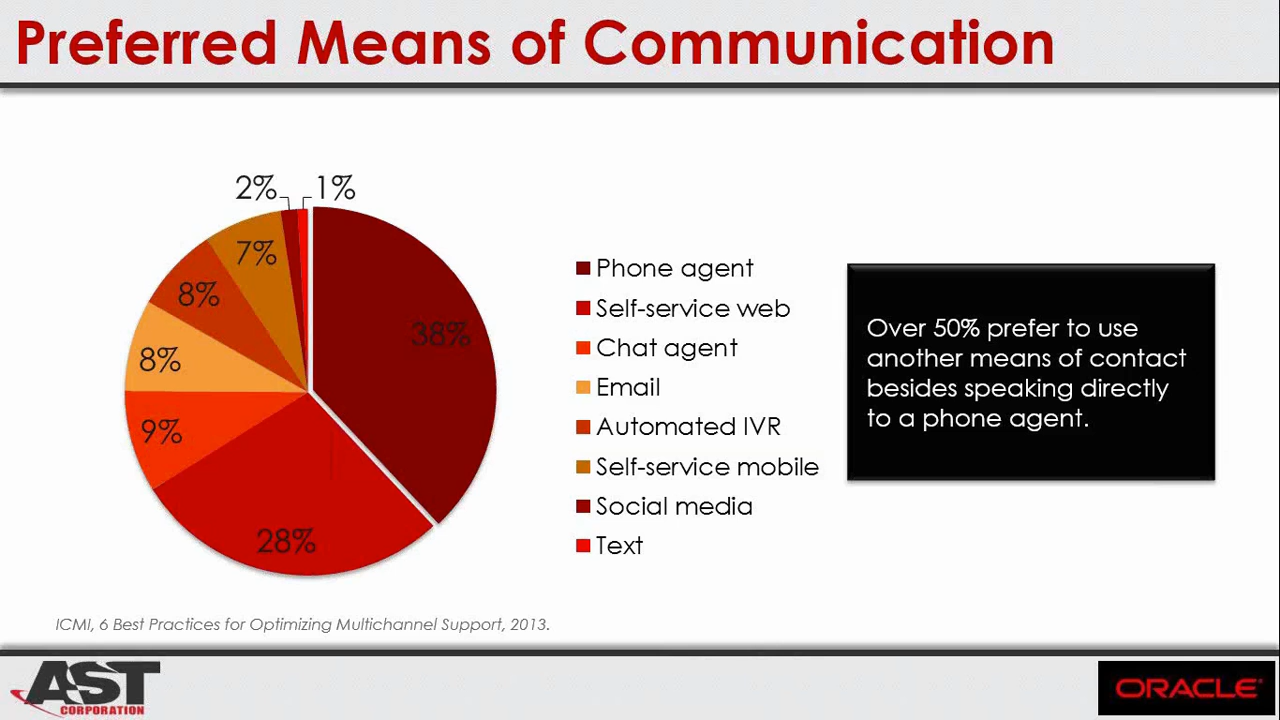 Preferred Means of Communication
2%
1%
7%
8%
38%
8%
9%
28%
Phone agent
Self-service web
Chat agent
Email
Automated IVR
Self-service mobile
Social media
Text
Over 50% prefer to use
another means of contact
besides speaking directly
to a phone agent.
ICMI, 6 Best Practices for Optimizing Multichannel Support, 2013.
AST
CORPORATION
ORACLE